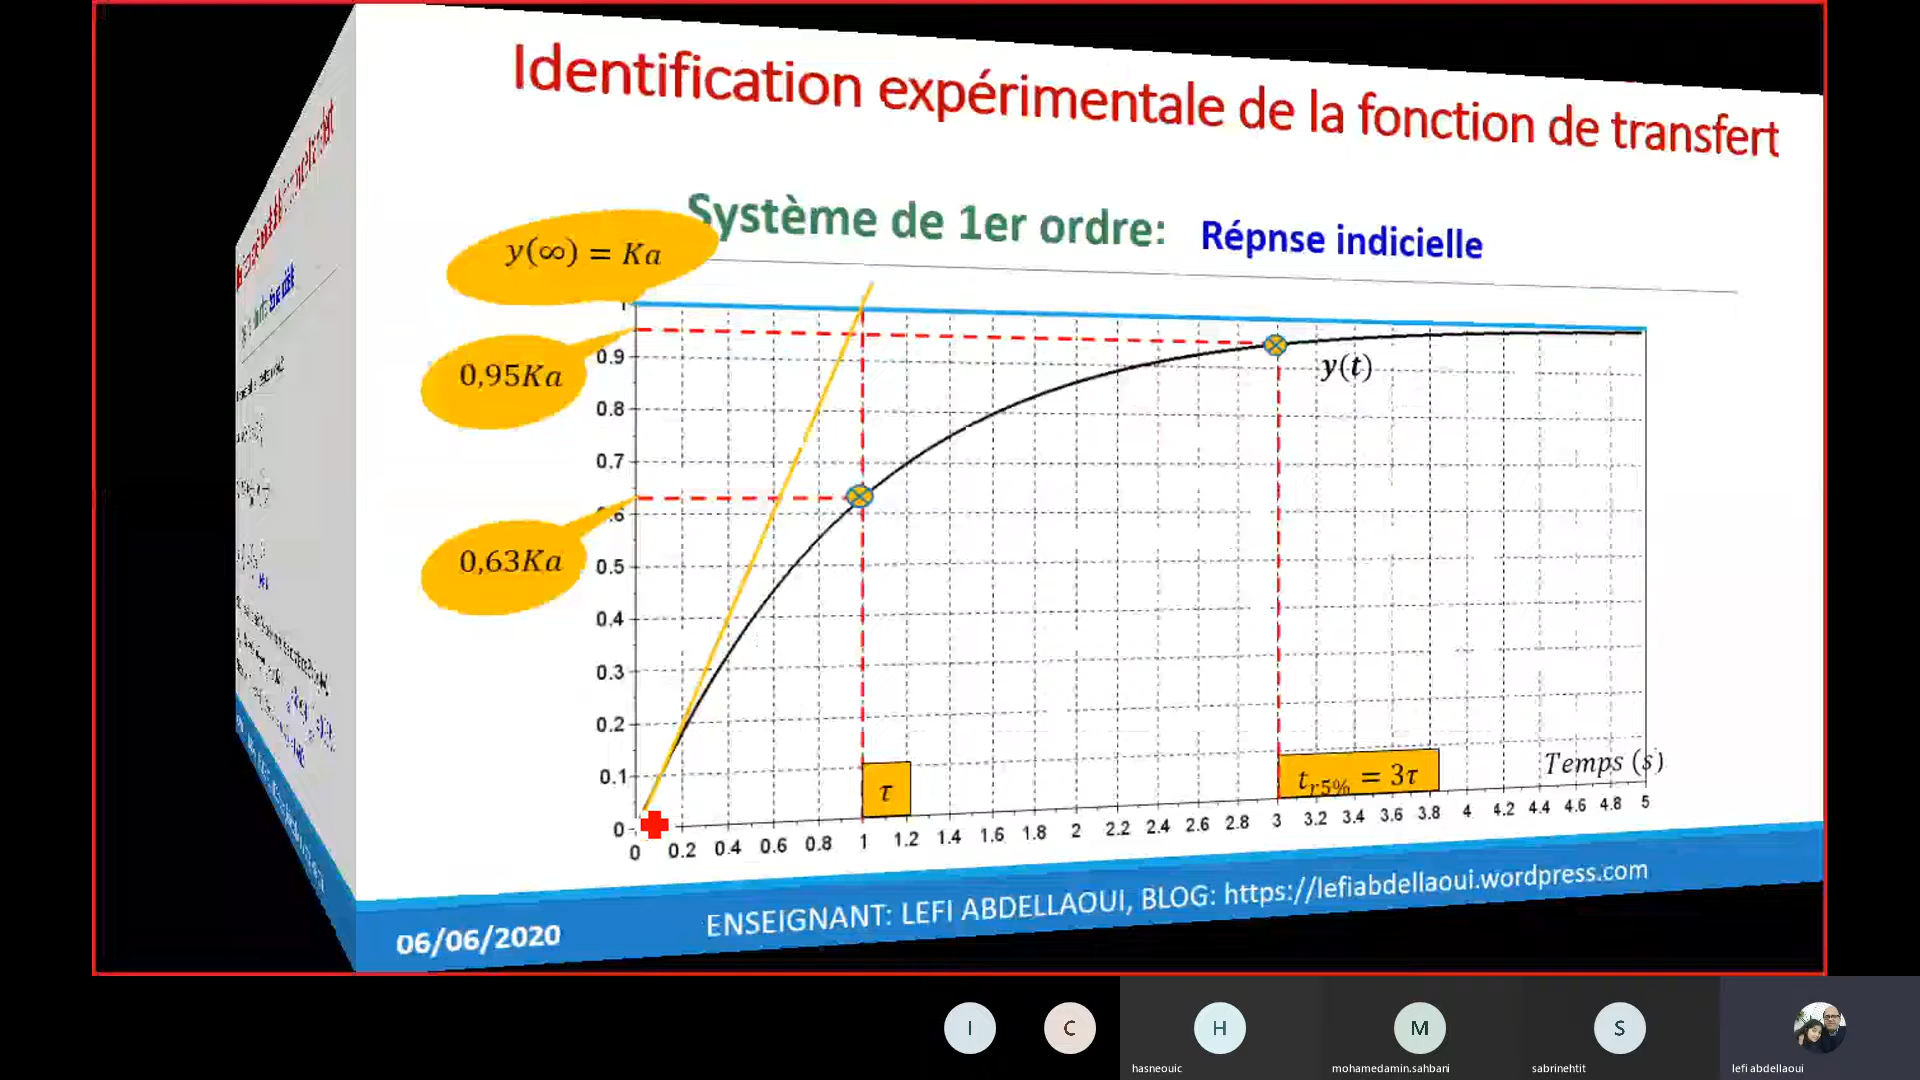 Identification expérimentale de la fonction de transfert
Système de 1er ordre: Répnse indicielle
y(∞) = Ka
0,95Ka
0,63Ka
1
0.9
0.8
0.7
0.6
0.5
0.4
0.3
0.2
0.1
0
y(t)
τ
t_r5% = 3τ
Temps (s)
0 0.2 0.4 0.6 0.8 1 1.2 1.4 1.6 1.8 2 2.2 2.4 2.6 2.8 3 3.2 3.4 3.6 3.8 4 4.2 4.4 4.6 4.8 5
06/06/2020
ENSEIGNANT: LEFI ABDELLAOUI, BLOG: https://lefiabdellaoui.wordpress.com
I
C
H
M
S
hasneouic
mohamedamin.sahbani
sabrinehtit
lefi abdellaoui